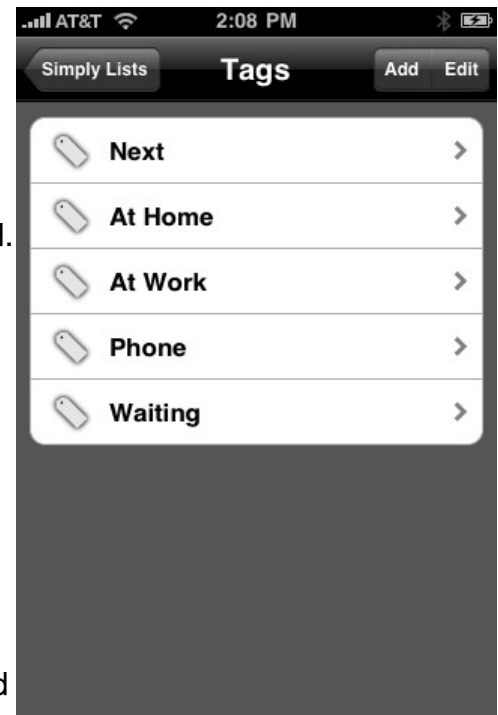 AT&T 2:08 PM
Simply Lists Tags Add Edit
Next
At Home
l.
At Work
Phone
Waiting
d